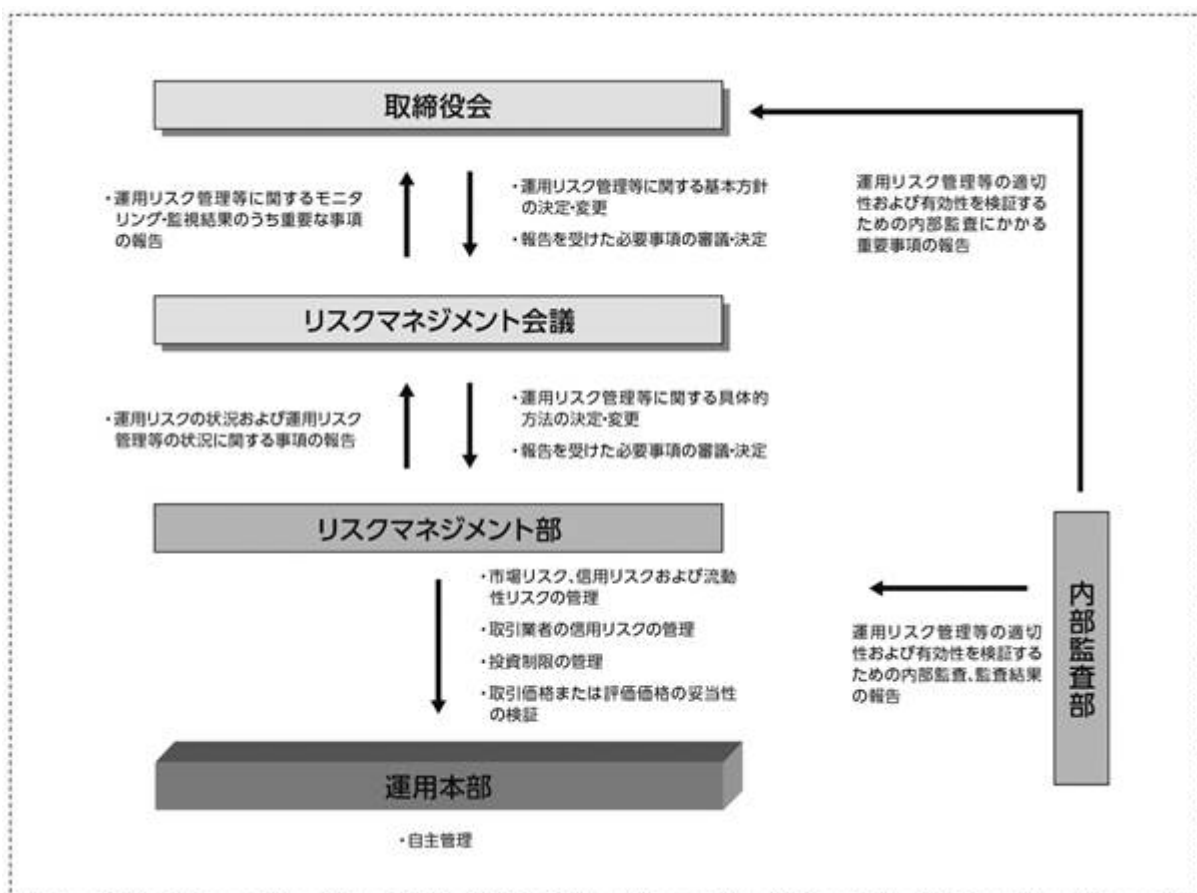 取締役会
・運用リスク管理等に関するモニタ
リング・監視結果のうち重要な事項
の報告
・運用リスク管理等に関する基本方針
の決定・変更
・報告を受けた必要事項の審議・決定
運用リスク管理等の適切
性および有効性を検証する
ための内部監査にかかる
重要事項の報告
リスクマネジメント会議
・運用リスクの状況および運用リスク
管理等の状況に関する事項の報告
・運用リスク管理等に関する具体的
方法の決定・変更
・報告を受けた必要事項の審議・決定
リスクマネジメント部
・市場リスク、信用リスクおよび流動
性リスクの管理
・取引業者の信用リスクの管理
・投資制限の管理
・取引価格または評価価格の妥当性
の検証
運用リスク管理等の適切
性および有効性を検証する
ための内部監査、監査結果
の報告
内部監査部
運用本部
・自主管理